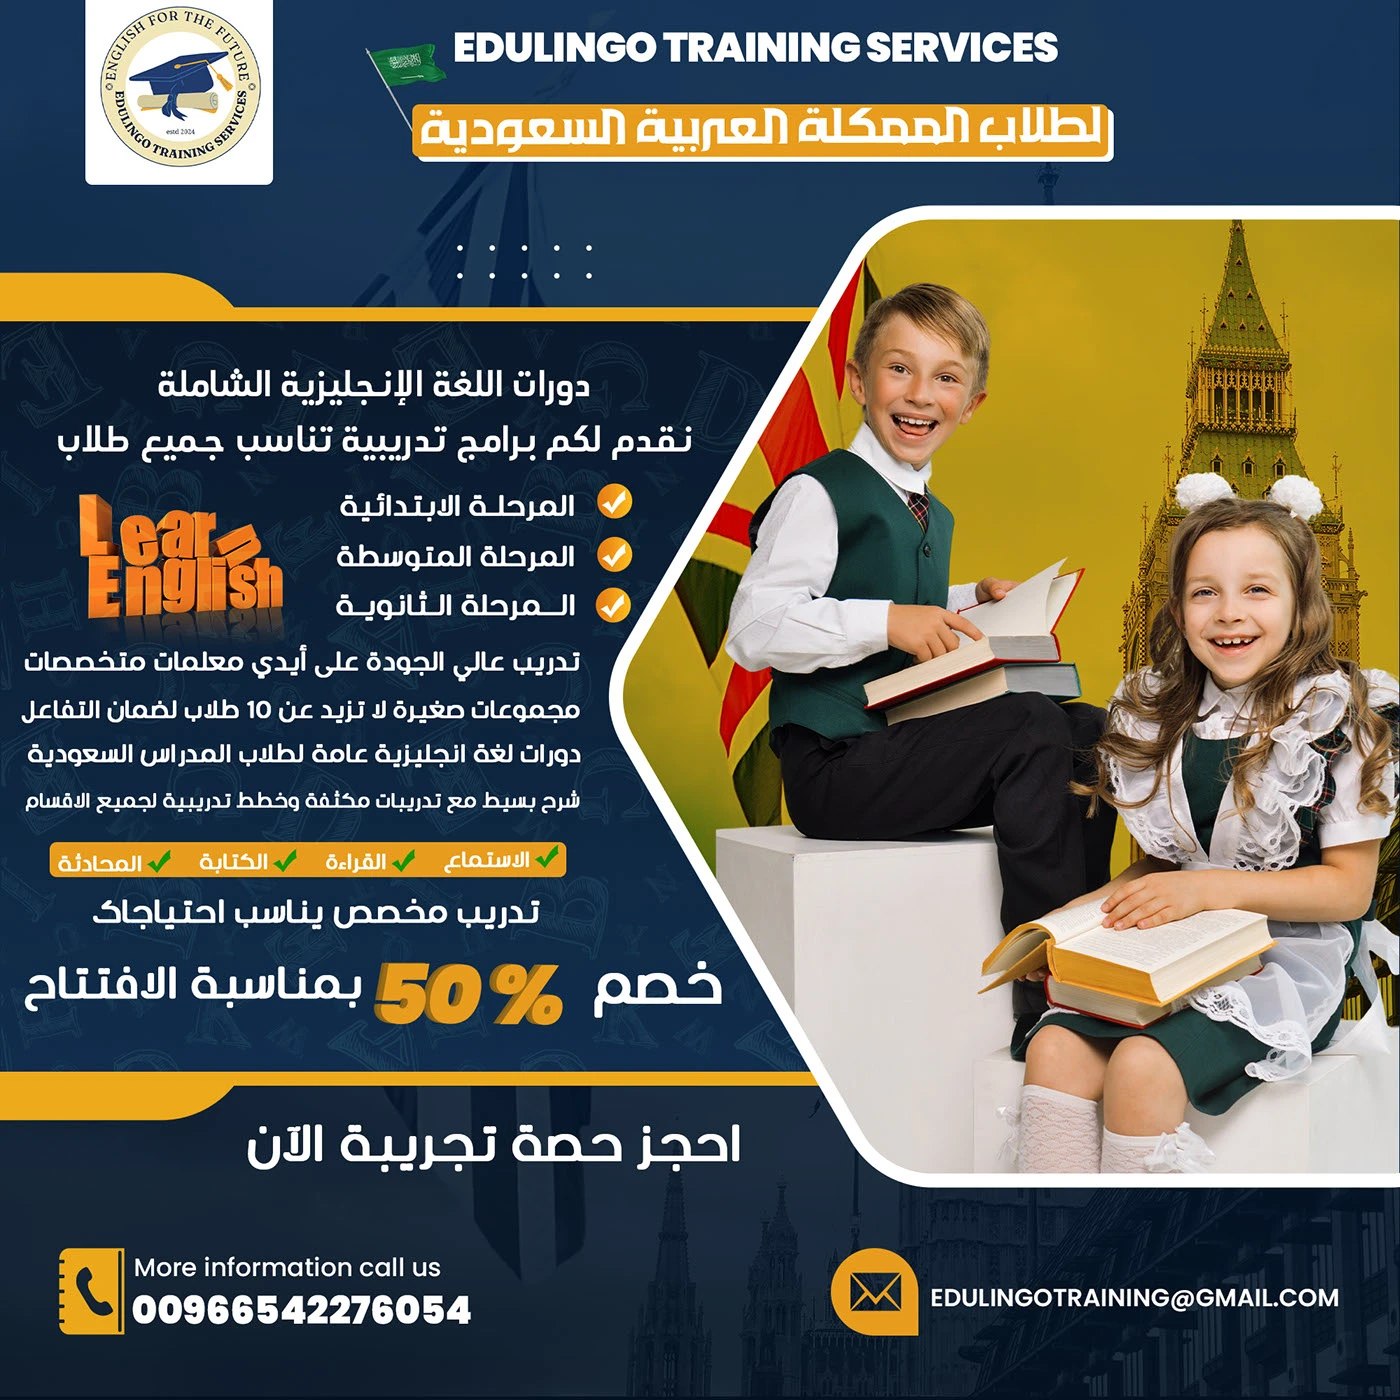 ENGLISH FOR THE FUTURE
estd 2024
EDULINGO TRAINING SERVICES
EDULINGO TRAINING SERVICES
لطلاب الممكلة العربية السعودية
دورات اللغة الإنجليزية الشاملة
نقدم لكم برامج تدريبية تناسب جميع طلاب
المرحلة الابتدائية
المرحلة المتوسطة
المرحلة الثانوية
Learn
English
تدريب عالي الجودة على أيدي معلمات متخصصات
مجموعات صغيرة لا تزيد عن 10 طلاب لضمان التفاعل
دورات لغة انجليزية عامة لطلاب المدراس السعودية
شرح بسيط مع تدريبات مكثفة وخطط تدريبية لجميع الاقسام
الاستماع القراءة الكتابة المحادثة
تدريب مخصص يناسب احتياجاك
خصم 50% بمناسبة الافتتاح
احجز حصة تجريبة الآن
More information call us
00966542276054
EDULINGOTRAINING@GMAIL.COM